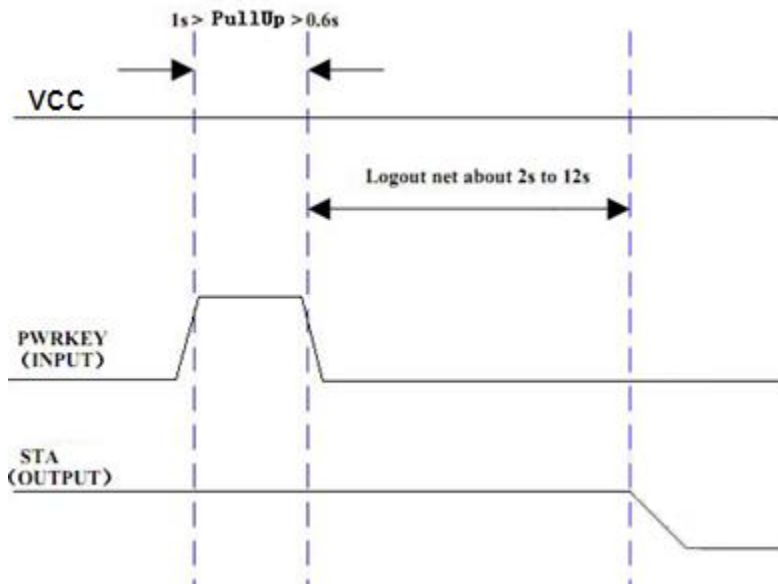 1s > PullUp > 0.6s
VCC
Logout net about 2s to 12s
PWRKEY
(INPUT)
STA
(OUTPUT)